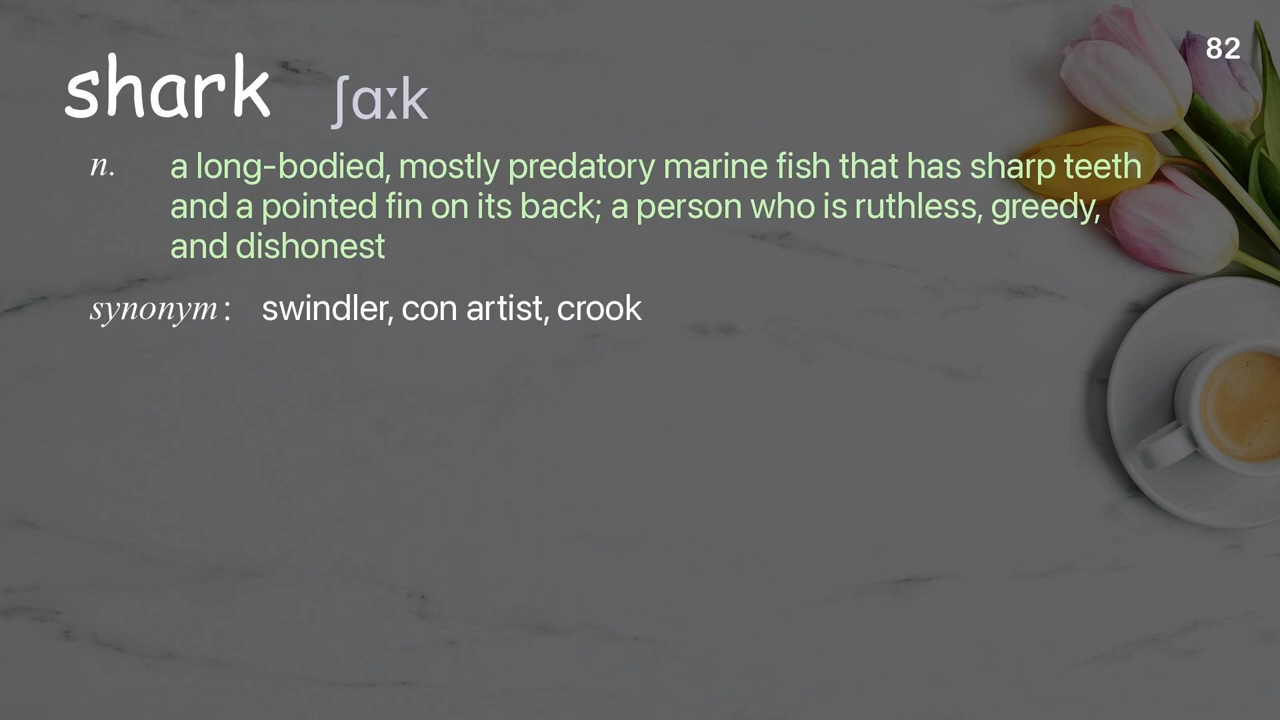 82
shark ʃɑːk
n. a long-bodied, mostly predatory marine fish that has sharp teeth
and a pointed fin on its back; a person who is ruthless, greedy,
and dishonest
synonym: swindler, con artist, crook